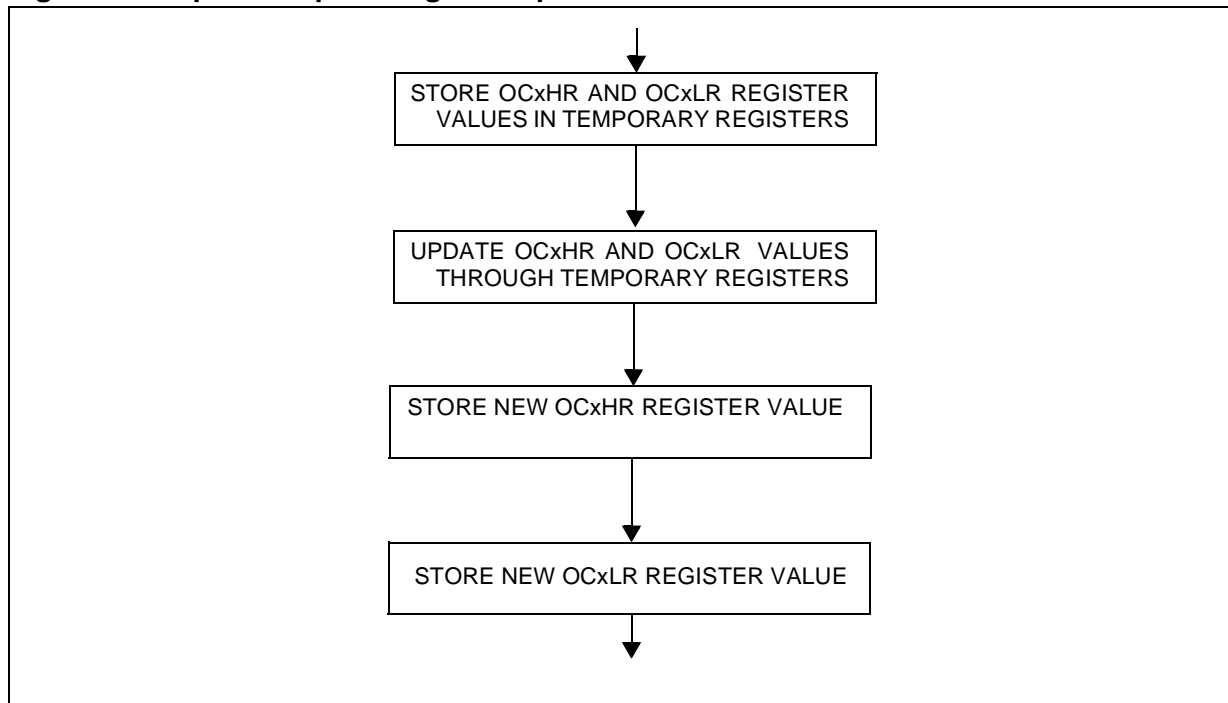 STORE OCxHR AND OCxLR REGISTER
VALUES IN TEMPORARY REGISTERS
UPDATE OCxHR AND OCxLR VALUES
THROUGH TEMPORARY REGISTERS
STORE NEW OCxHR REGISTER VALUE
STORE NEW OCxLR REGISTER VALUE